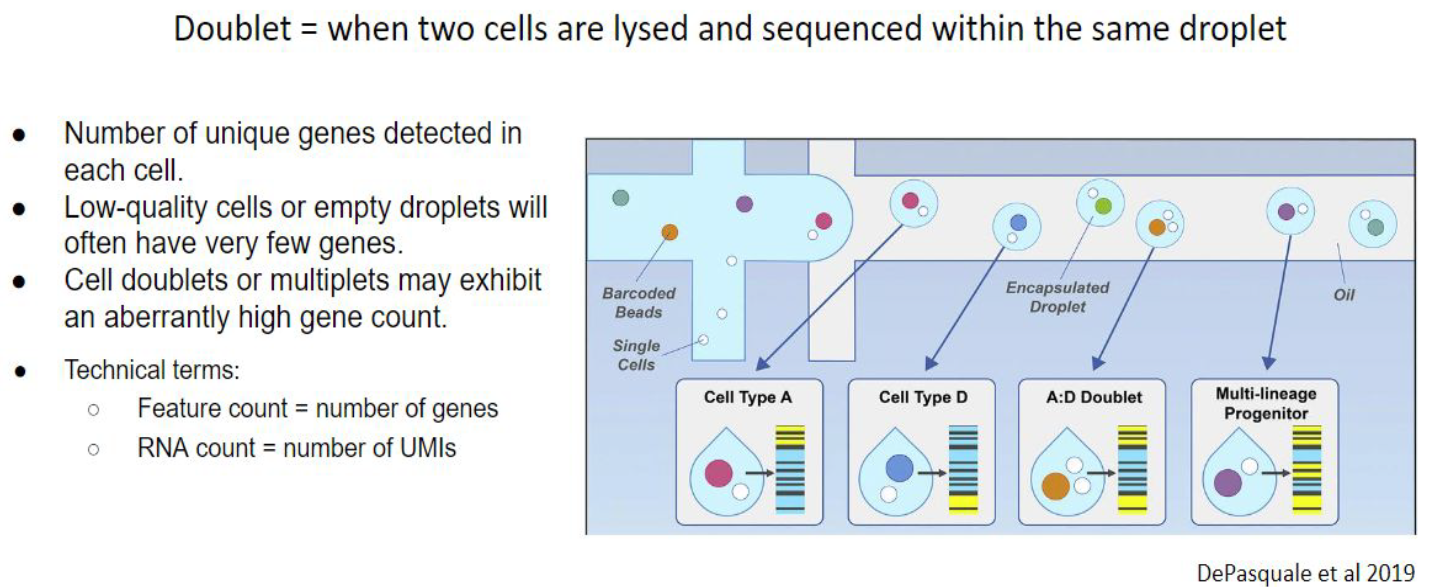 Doublet = when two cells are lysed and sequenced within the same droplet
● Number of unique genes detected in
each cell.
● Low-quality cells or empty droplets will
often have very few genes.
● Cell doublets or multiplets may exhibit
an aberrantly high gene count.
● Technical terms:
○ Feature count = number of genes
○ RNA count = number of UMIs
Barcoded
Beads
Single
Cells
Encapsulated
Droplet
Oil
Cell Type A
Cell Type D
A:D Doublet
Multi-lineage
Progenitor
DePasquale et al 2019